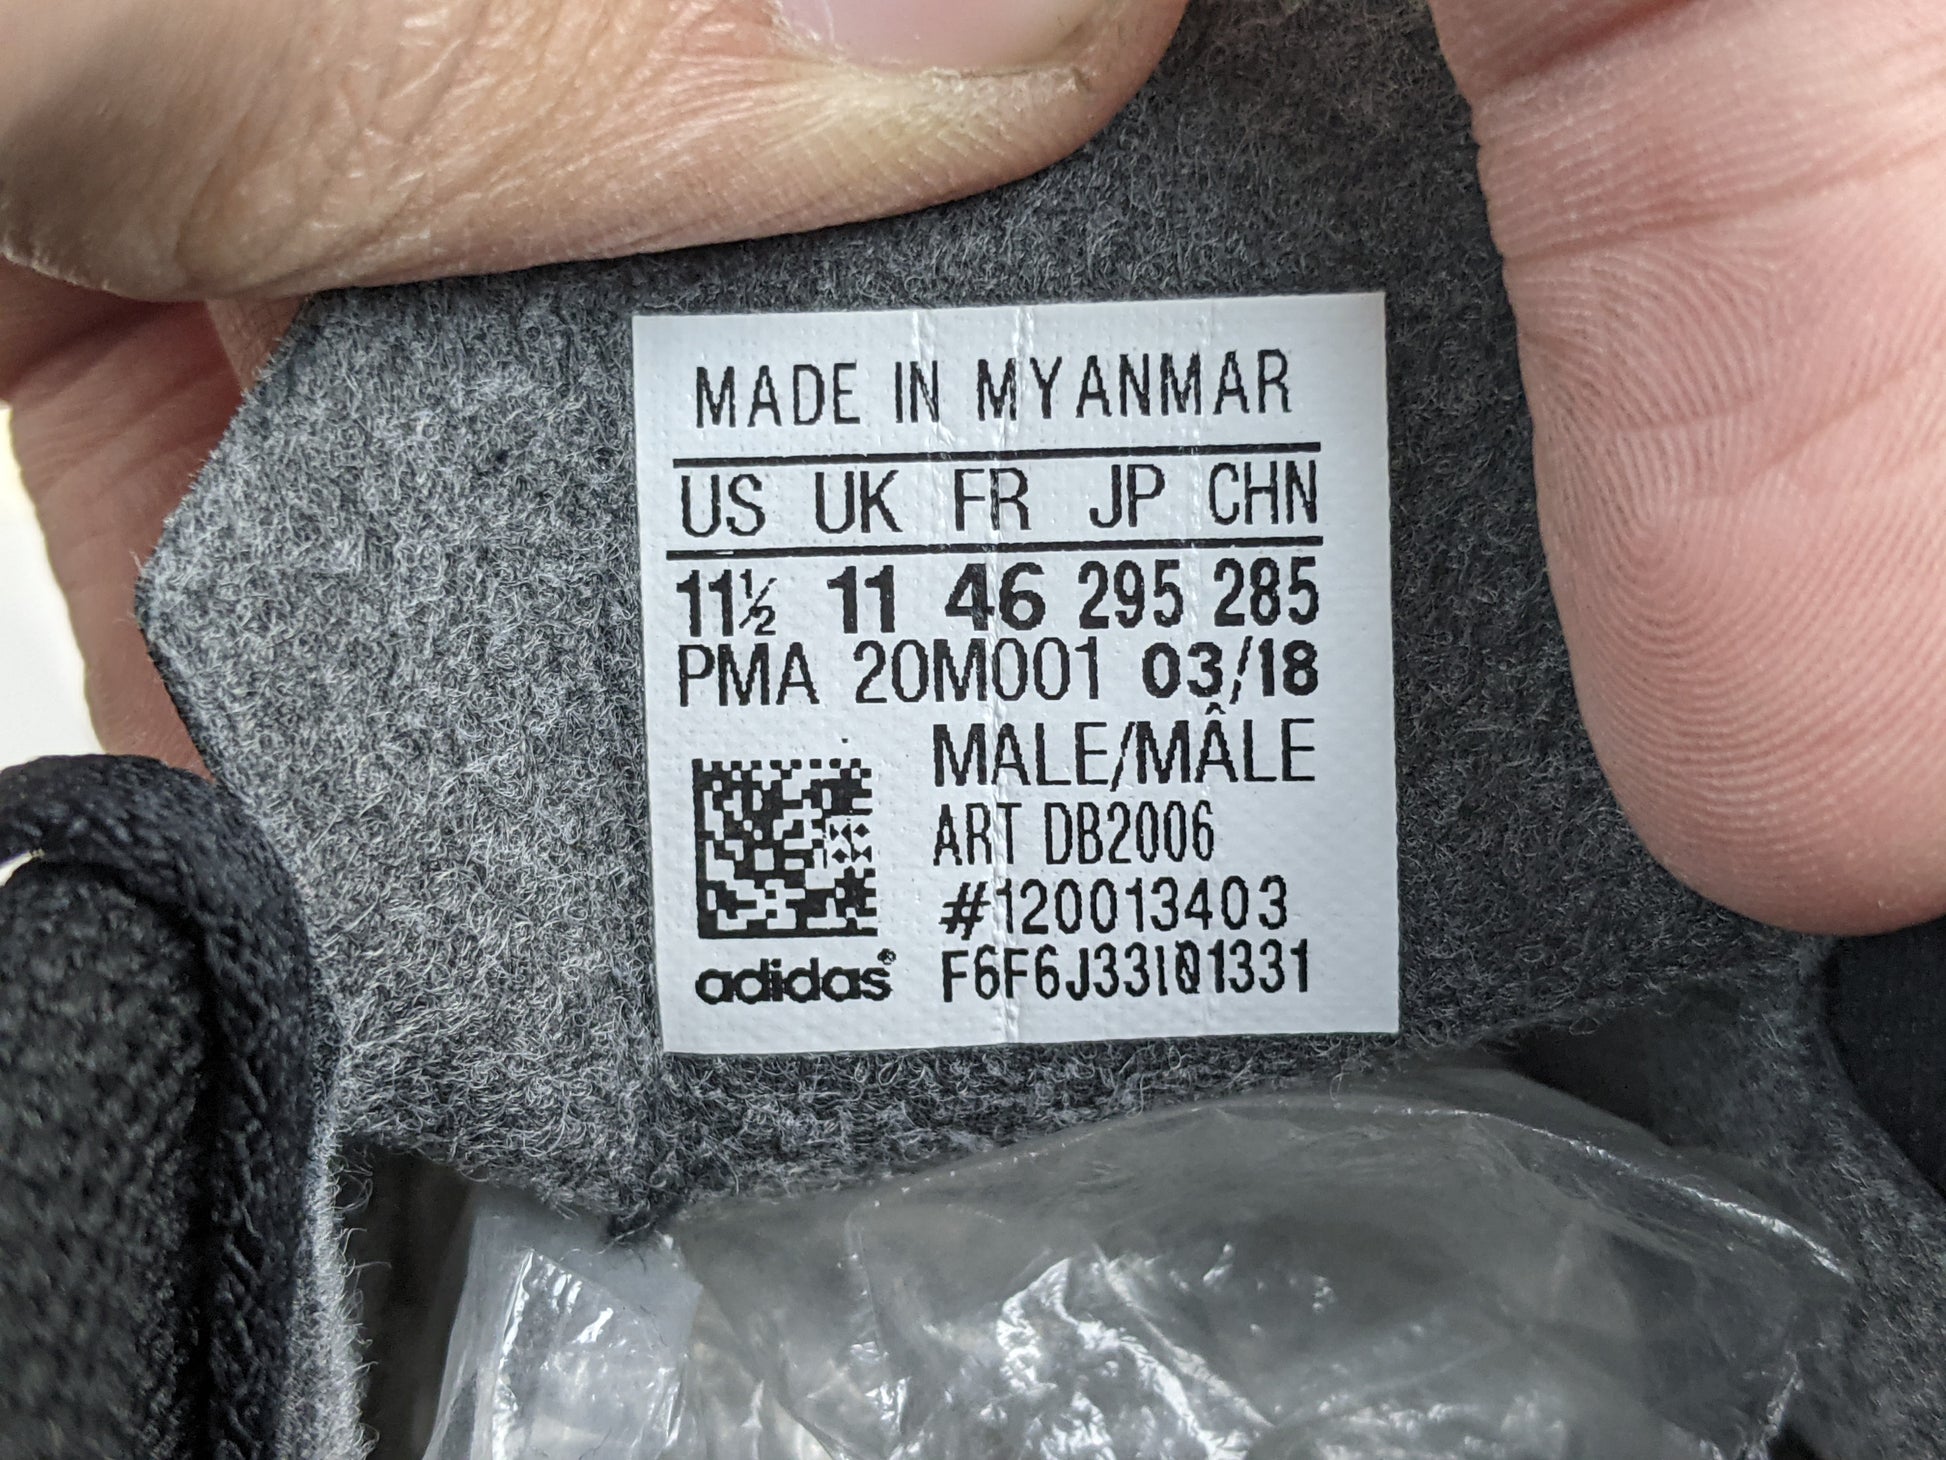 MADE IN MYANMAR
US UK FR JP CHN
11½ 11 46 295 285
PMA 20M001 03/18
MALE/MÂLE
ART DB2006
#120013403
adidas® F6F6J33I01331